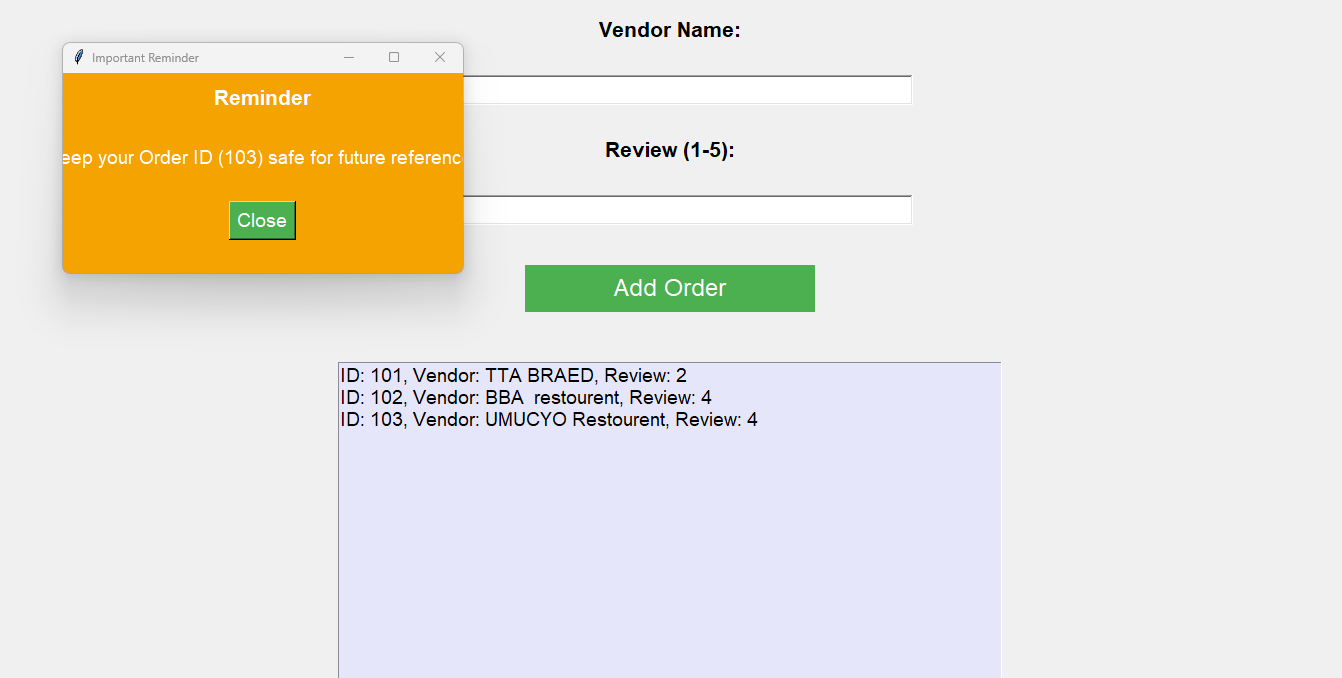 Vendor Name:
Important Reminder
Reminder
eep your Order ID (103) safe for future referenc
Review (1-5):
Close
Add Order
ID: 101, Vendor: TTA BRAED, Review: 2
ID: 102, Vendor: BBA  restourent, Review: 4
ID: 103, Vendor: UMUCYO Restourent, Review: 4